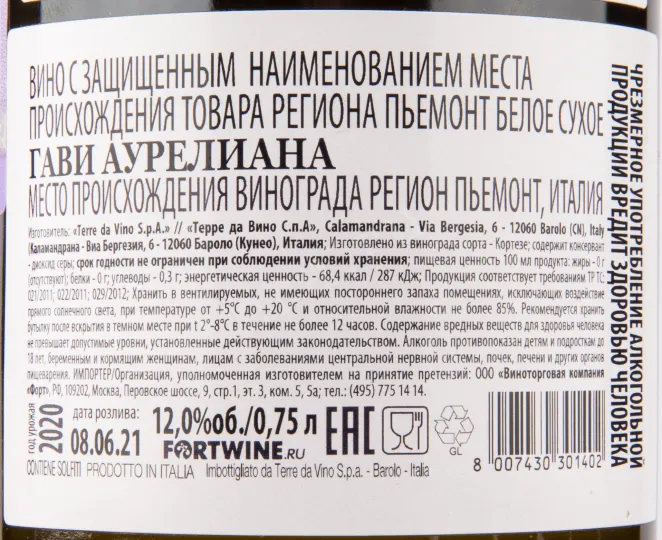 ВИНО С ЗАЩИЩЕННЫМ НАИМЕНОВАНИЕМ МЕСТА
ПРОИСХОЖДЕНИЯ ТОВАРА РЕГИОНА ПЬЕМОНТ БЕЛОЕ СУХОЕ
ГАВИ АУРЕЛИАНА
МЕСТО ПРОИСХОЖДЕНИЯ ВИНОГРАДА РЕГИОН ПЬЕМОНТ, ИТАЛИЯ
Изготовитель: «Terre da Vino S.p.A.» // «Терре да Вино С.п.А», Calamandrana - Via Bergesia, 6 - 12060 Barolo (CN), Italy
(Каламандрана - Виа Бергезия, 6 - 12060 Бароло (Кунео), Италия; Изготовлено из винограда сорта - Кортезе; содержит консервант
- диоксид серы; срок годности не ограничен при соблюдении условий хранения; пищевая ценность 100 мл продукта: жиры - 0 г
(отсутствуют); белки - 0 г; углеводы - 0,3 г; энергетическая ценность - 68,4 ккал / 287 кДж; Продукция соответствует требованиям ТР ТС:
021/2011; 022/2011; 029/2012; Хранить в вентилируемых, не имеющих постороннего запаха помещениях, исключающих воздействие
прямого солнечного света, при температуре от +5°С до +20 °С и относительной влажности не более 85%. Рекомендуется хранить
бутылку после вскрытия в темном месте при t 2°-8°С в течение не более 12 часов. Содержание вредных веществ для здоровья человека
не превышает допустимые уровни, установленные действующим законодательством. Алкоголь противопоказан детям и подросткам до
18 лет, беременным и кормящим женщинам, лицам с заболеваниями центральной нервной системы, почек, печени и других органов
пищеварения. ИМПОРТЕР/Организация, уполномоченная изготовителем на принятие претензий: ООО «Виноторговая компания
«Форт», РФ, 109202, Москва, Перовское шоссе, 9, стр.1, эт. 3, ком. 5, 5а; тел.: (495) 775 14 14.
год урожая
2020
дата розлива:
08.06.21
12,0%об./0,75 л
FORTWINE.RU
EAC
GL
8 007430 301402
CONTIENE SOLFITI PRODOTTO IN ITALIA Imbottigliato da Terre da Vino S.p.a. - Barolo - Italia
ЧРЕЗМЕРНОЕ УПОТРЕБЛЕНИЕ АЛКОГОЛЬНОЙ
ПРОДУКЦИИ ВРЕДИТ ЗДОРОВЬЮ ЧЕЛОВЕКА